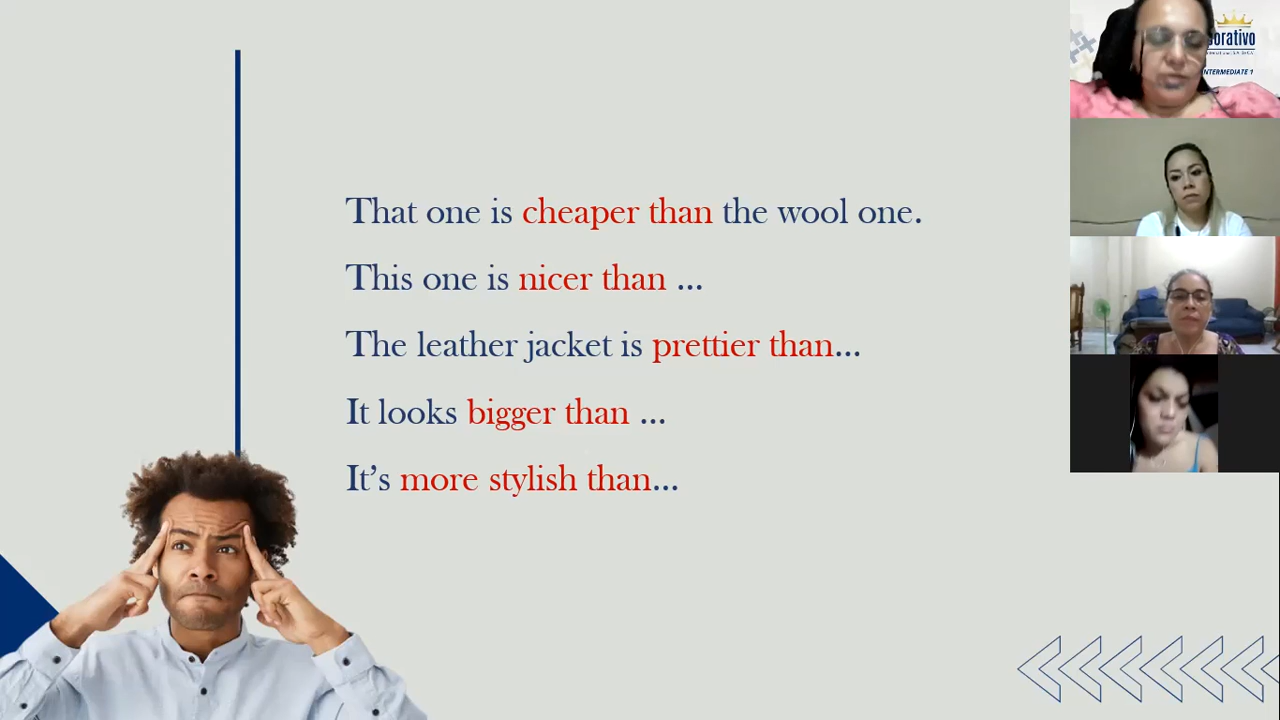 That one is cheaper than the wool one.
This one is nicer than ...
The leather jacket is prettier than...
It looks bigger than ...
It's more stylish than...
INTERMEDIATE 1